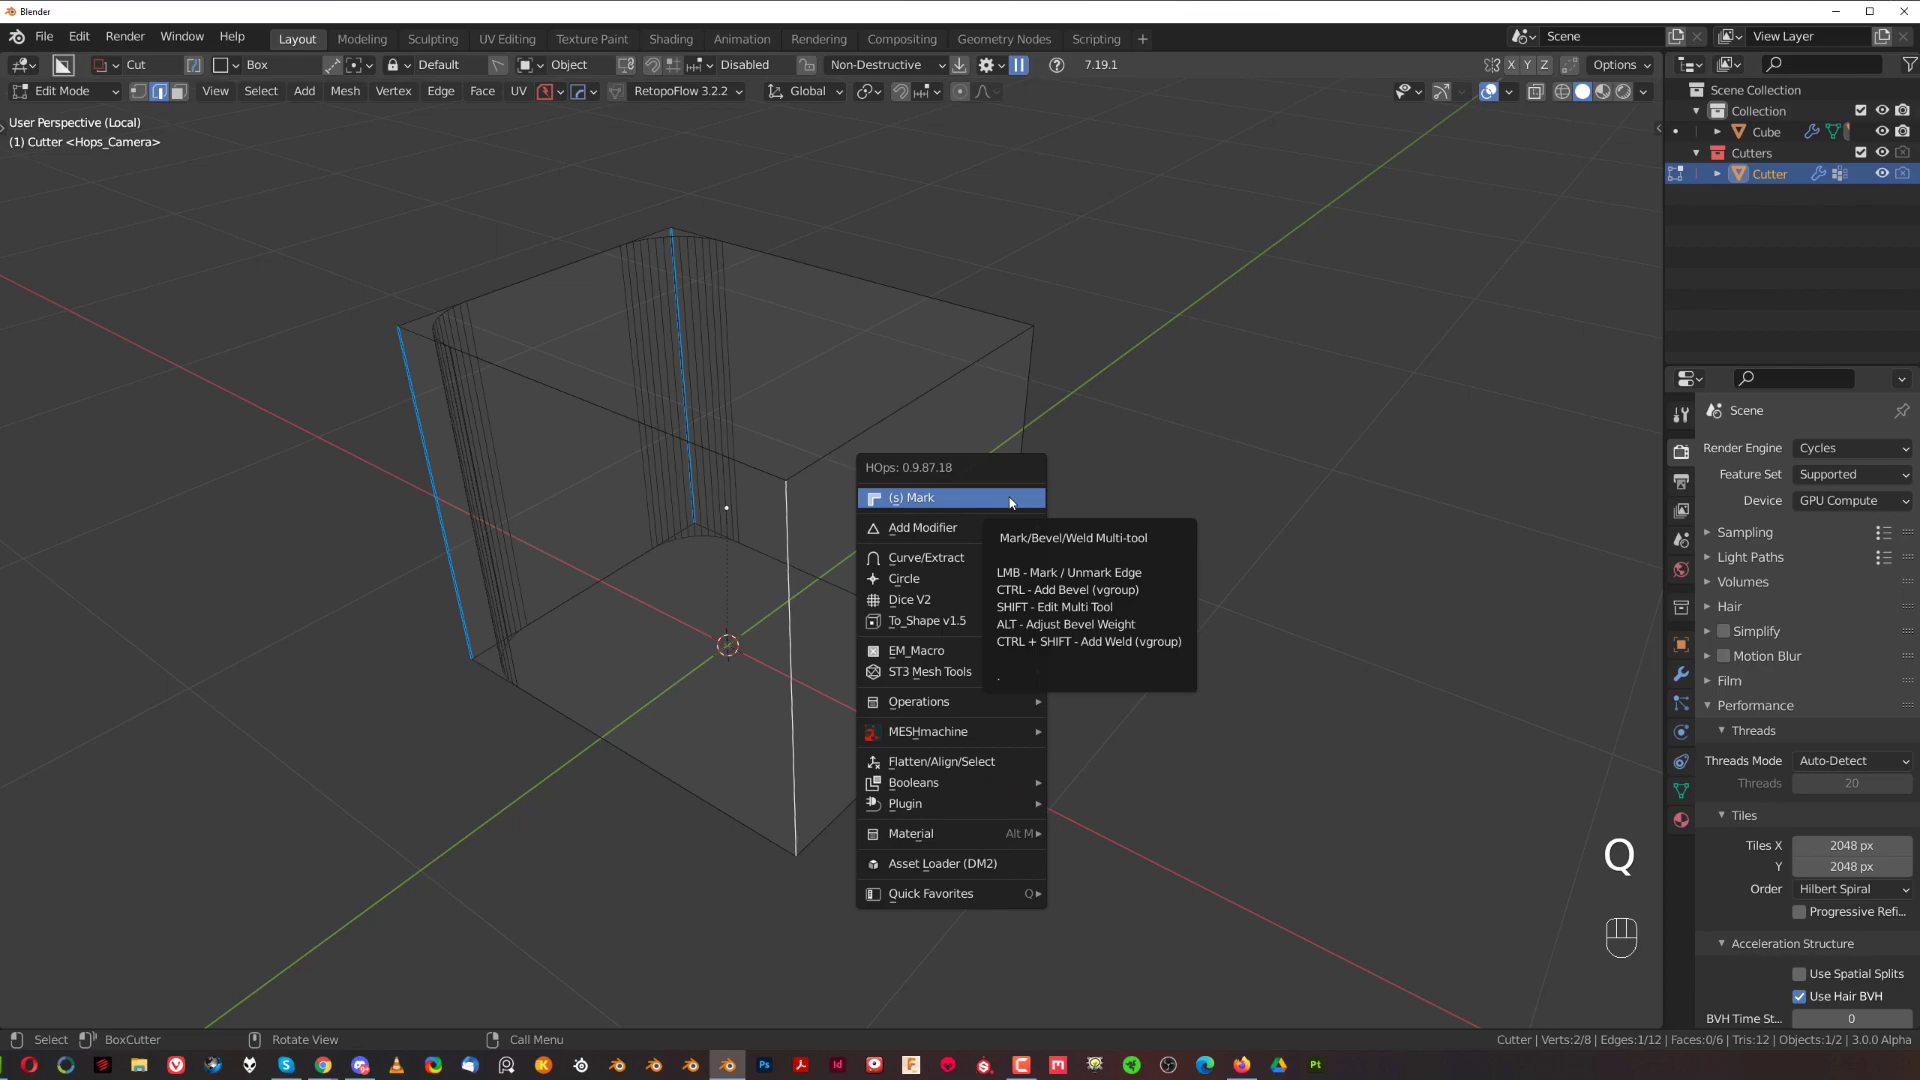 Blender
File Edit Render Window Help Layout Modeling Sculpting UV Editing Texture Paint Shading Animation Rendering Compositing Geometry Nodes Scripting + Scene View Layer
Cut Box Default Object Disabled Non-Destructive 7.19.1 X Y Z Options
Edit Mode View Select Add Mesh Vertex Edge Face UV RetopoFlow 3.2.2 Global
User Perspective (Local)
(1) Cutter <Hops_Camera>
Scene Collection
Collection
Cube
Cutters
Cutter
HOps: 0.9.87.18
(s) Mark
Add Modifier
Curve/Extract
Circle
Dice V2
To_Shape v1.5
EM_Macro
ST3 Mesh Tools
Operations
MESHmachine
Flatten/Align/Select
Booleans
Plugin
Material Alt M
Asset Loader (DM2)
Quick Favorites Q
Mark/Bevel/Weld Multi-tool
LMB - Mark / Unmark Edge
CTRL - Add Bevel (vgroup)
SHIFT - Edit Multi Tool
ALT - Adjust Bevel Weight
CTRL + SHIFT - Add Weld (vgroup)
.
Q
Scene
Render Engine Cycles
Feature Set Supported
Device GPU Compute
Sampling
Light Paths
Volumes
Hair
Simplify
Motion Blur
Film
Performance
Threads
Threads Mode Auto-Detect
Threads 20
Tiles
Tiles X 2048 px
Y 2048 px
Order Hilbert Spiral
Progressive Refi...
Acceleration Structure
Use Spatial Splits
Use Hair BVH
BVH Time St... 0
Select BoxCutter Rotate View Call Menu Cutter | Verts:2/8 | Edges:1/12 | Faces:0/6 | Tris:12 | Objects:1/2 | 3.0.0 Alpha